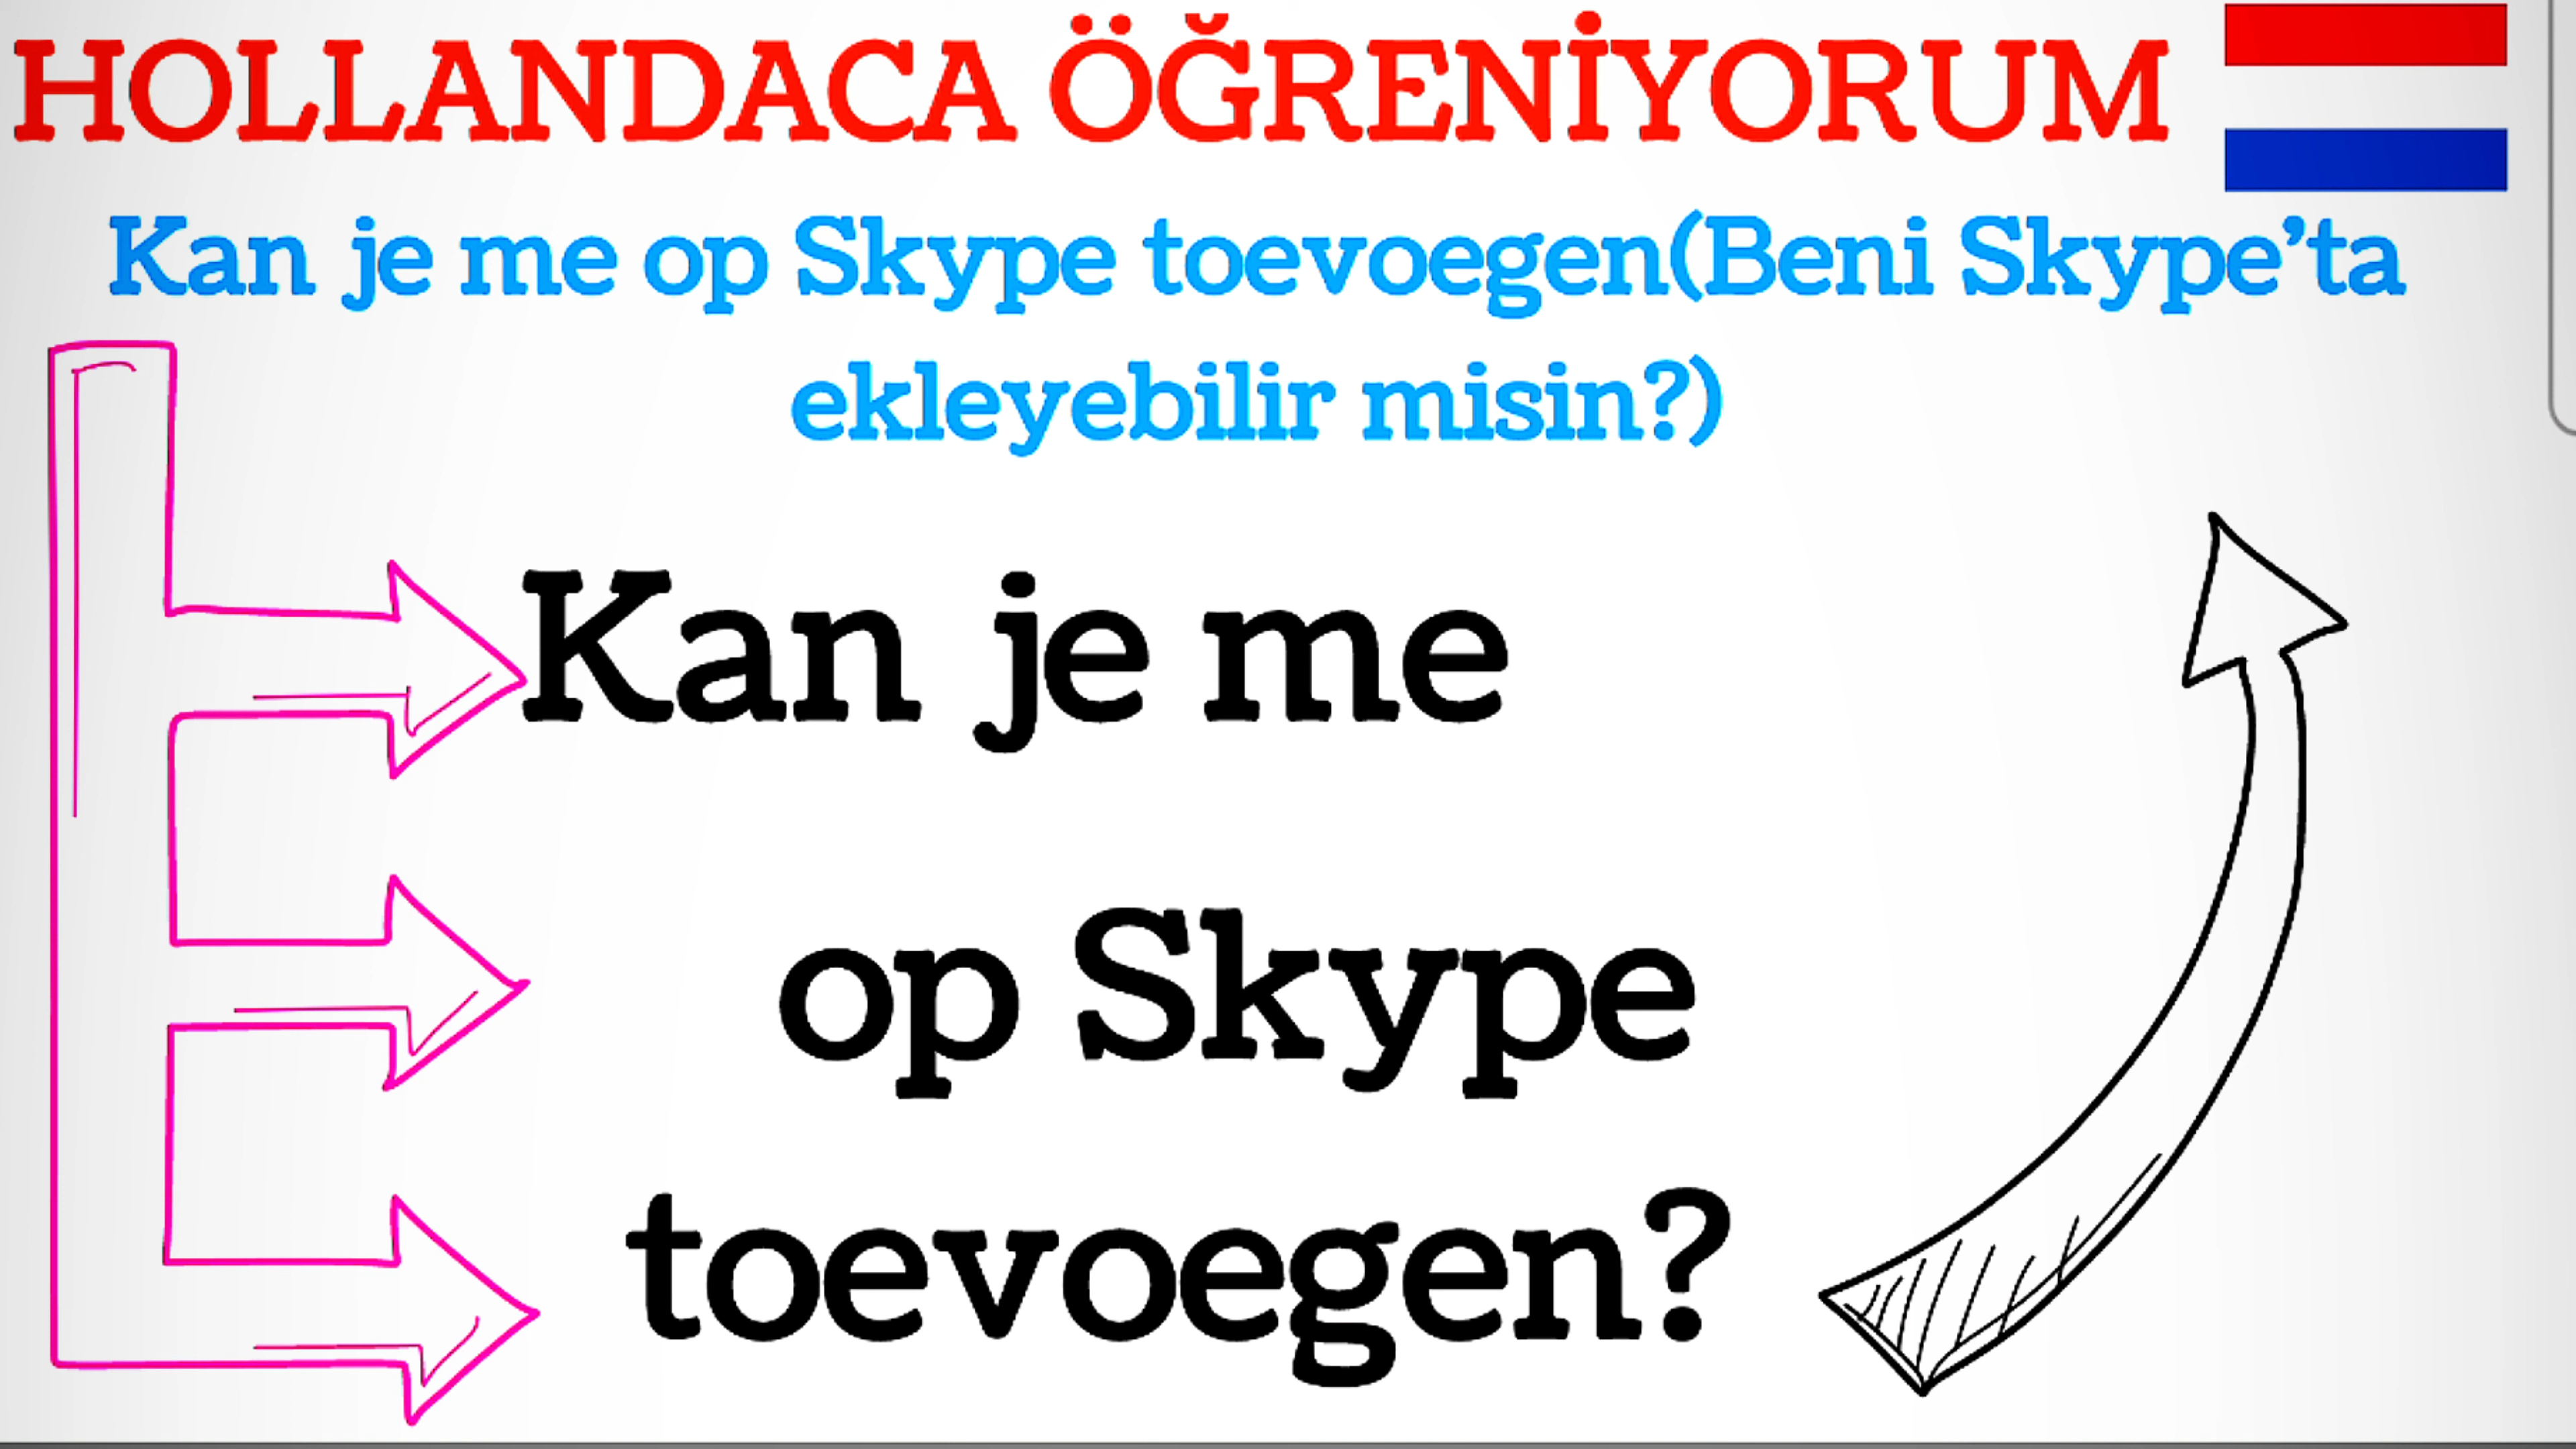 HOLLANDACA ÖĞRENİYORUM
Kan je me op Skype toevoegen(Beni Skype’ta
ekleyebilir misin?)
Kan je me
op Skype
toevoegen?